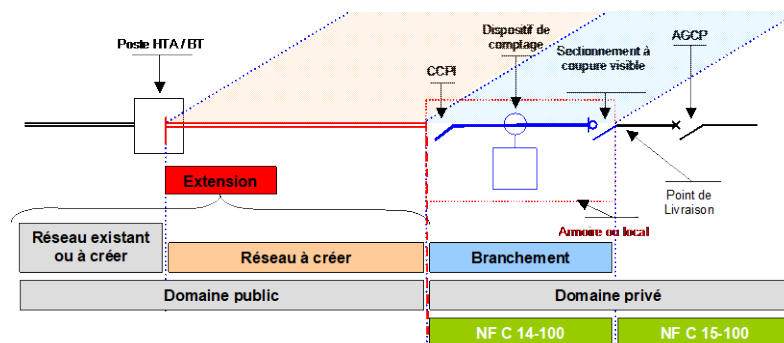 Poste HTA / BT
Dispositif de
comptage
AGCP
Sectionnement à
coupure visible
CCPI
Extension
Point de
Livraison
Armoire ou local
Réseau existant
ou à créer
Réseau à créer
Branchement
Domaine public
Domaine privé
NF C 14-100
NF C 15-100